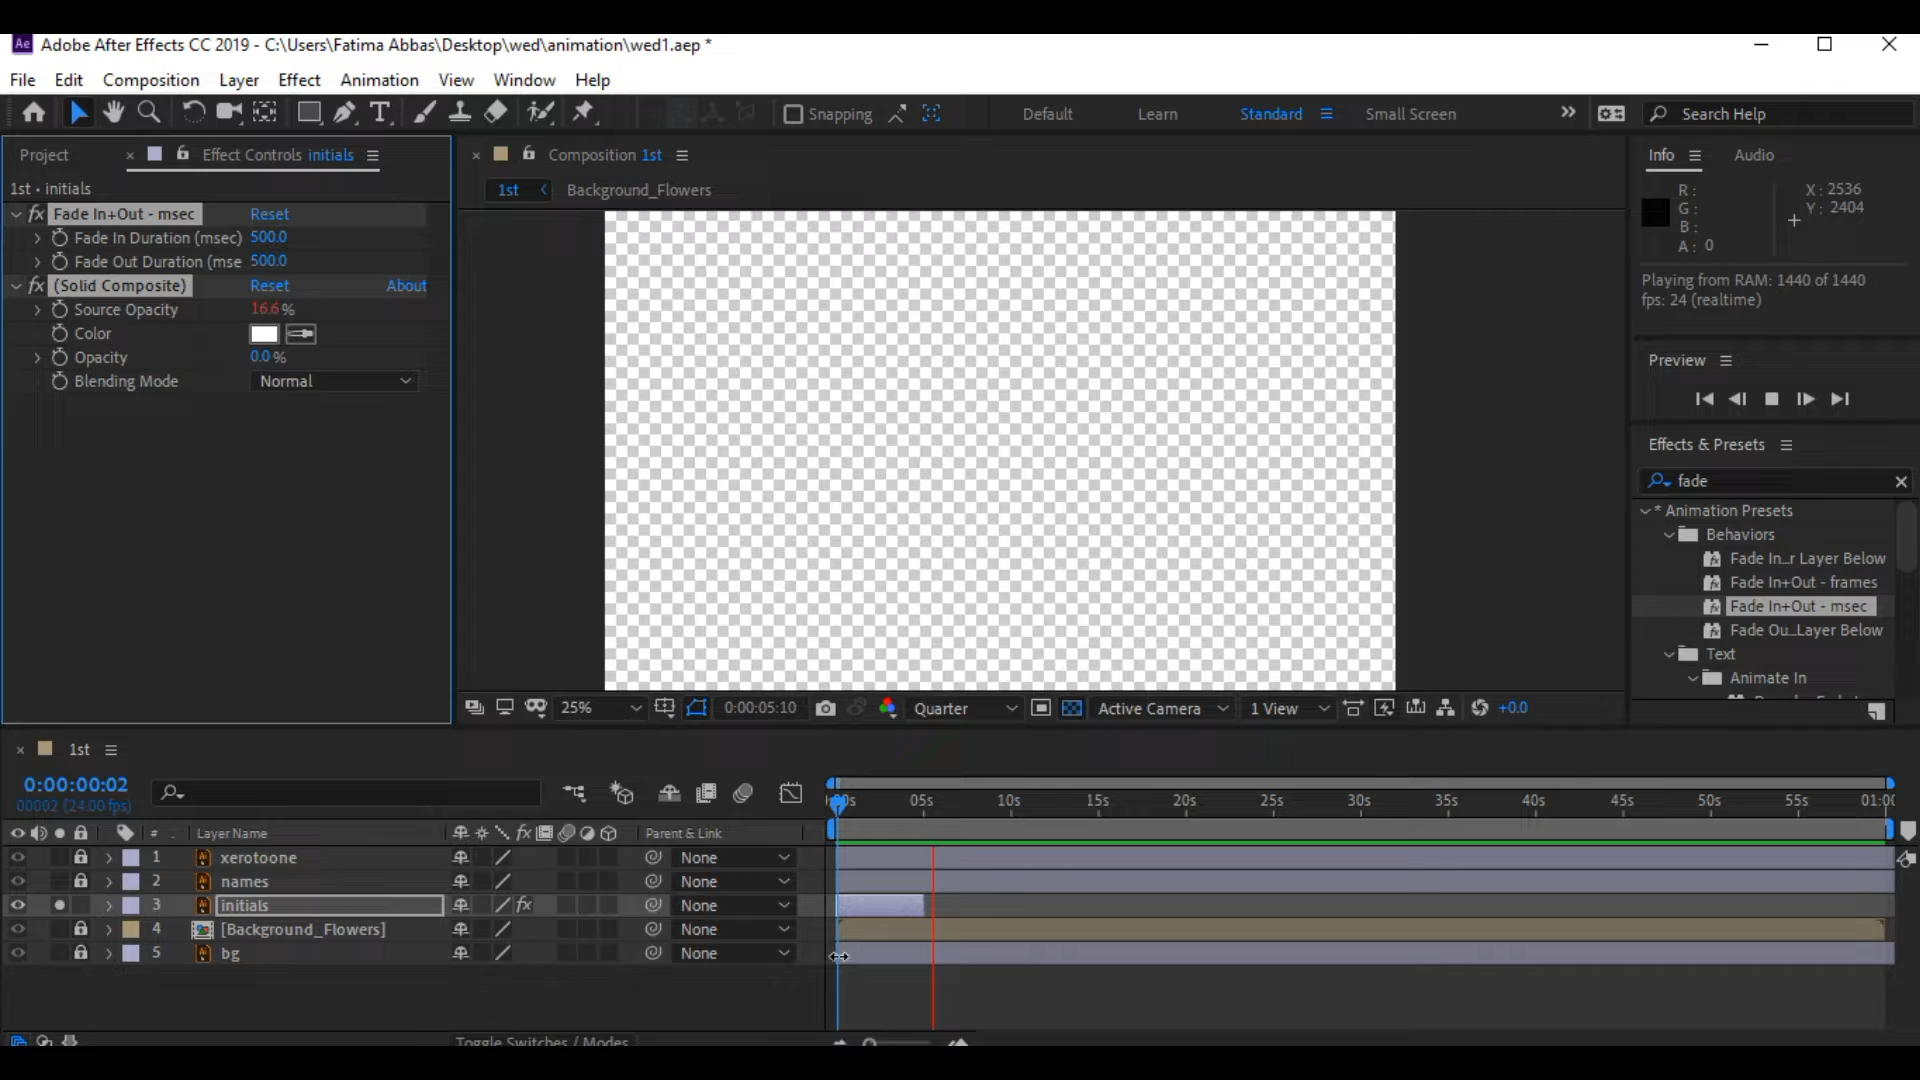 Ae Adobe After Effects CC 2019 - C:\Users\Fatima Abbas\Desktop\wed\animation\wed1.aep *
File Edit Composition Layer Effect Animation View Window Help
Snapping Default Learn Standard Small Screen Search Help
Project Effect Controls initials
1st • initials
fx Fade In+Out - msec Reset
Fade In Duration (msec) 500.0
Fade Out Duration (mse 500.0
fx (Solid Composite) Reset About
Source Opacity 16.6 %
Color
Opacity 0.0 %
Blending Mode Normal
Composition 1st
1st Background_Flowers
25% 0:00:05:10 Quarter Active Camera 1 View +0.0
Info Audio
R : X : 2536
G : Y : 2404
B :
A : 0
Playing from RAM: 1440 of 1440
fps: 24 (realtime)
Preview
Effects & Presets
fade
* Animation Presets
Behaviors
Fade In...r Layer Below
Fade In+Out - frames
Fade In+Out - msec
Fade Ou...Layer Below
Text
Animate In
1st
0:00:00:02
00002 (24.00 fps)
05s 10s 15s 20s 25s 30s 35s 40s 45s 50s 55s 01:00
# Layer Name fx Parent & Link
1 xerotoone None
2 names None
3 initials fx None
4 [Background_Flowers] None
5 bg None
Toggle Switches / Modes